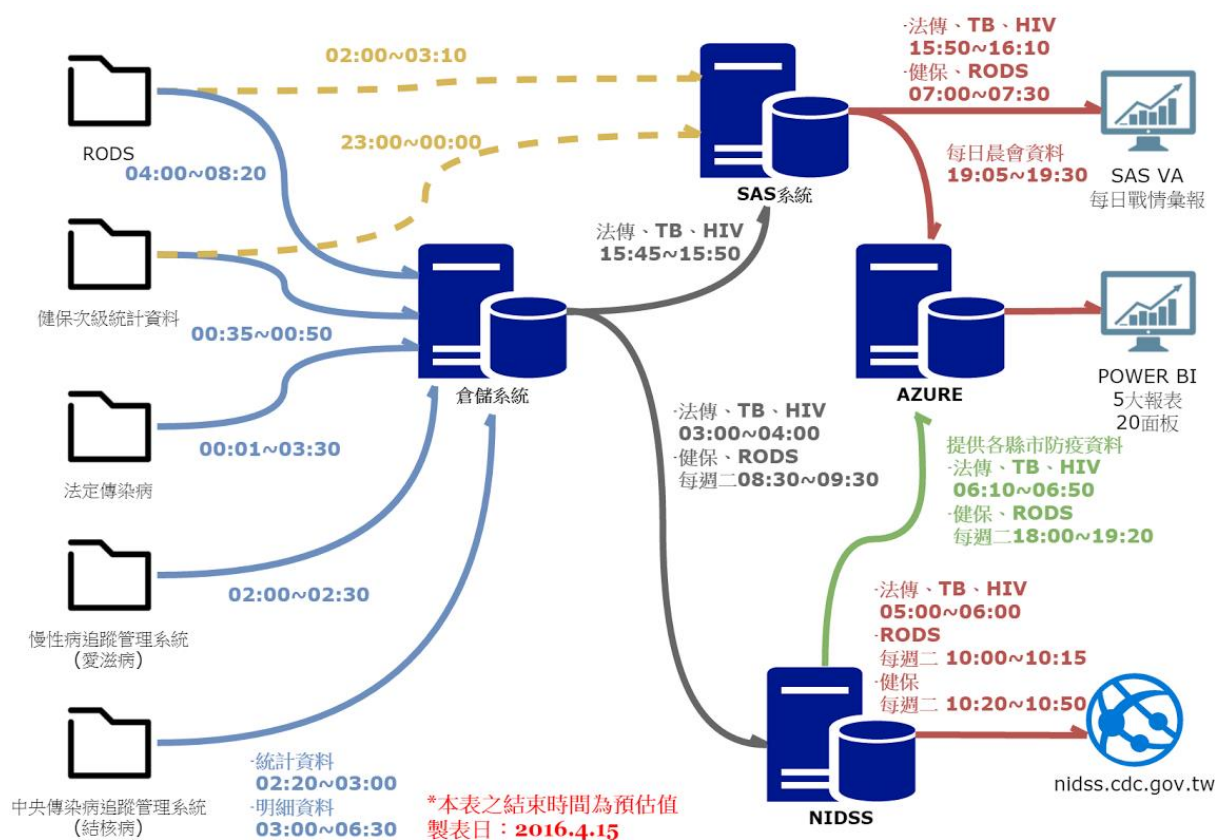 RODS
02:00~03:10
04:00~08:20
23:00~00:00
健保次級統計資料
00:35~00:50
法定傳染病
00:01~03:30
慢性病追蹤管理系統
(愛滋病)
02:00~02:30
中央傳染病追蹤管理系統
(結核病)
-統計資料
02:20~03:00
-明細資料
03:00~06:30
*本表之結束時間為預估值
製表日：2016.4.15
倉儲系統
法傳、TB、HIV
15:45~15:50
SAS系統
-法傳、TB、HIV
15:50~16:10
-健保、RODS
07:00~07:30
SAS VA
每日戰情彙報
每日晨會資料
19:05~19:30
AZURE
POWER BI
5大報表
20面板
-法傳、TB、HIV
03:00~04:00
-健保、RODS
每週二08:30~09:30
提供各縣市防疫資料
-法傳、TB、HIV
06:10~06:50
-健保、RODS
每週二18:00~19:20
NIDSS
-法傳、TB、HIV
05:00~06:00
-RODS
每週二 10:00~10:15
-健保
每週二 10:20~10:50
nidss.cdc.gov.tw